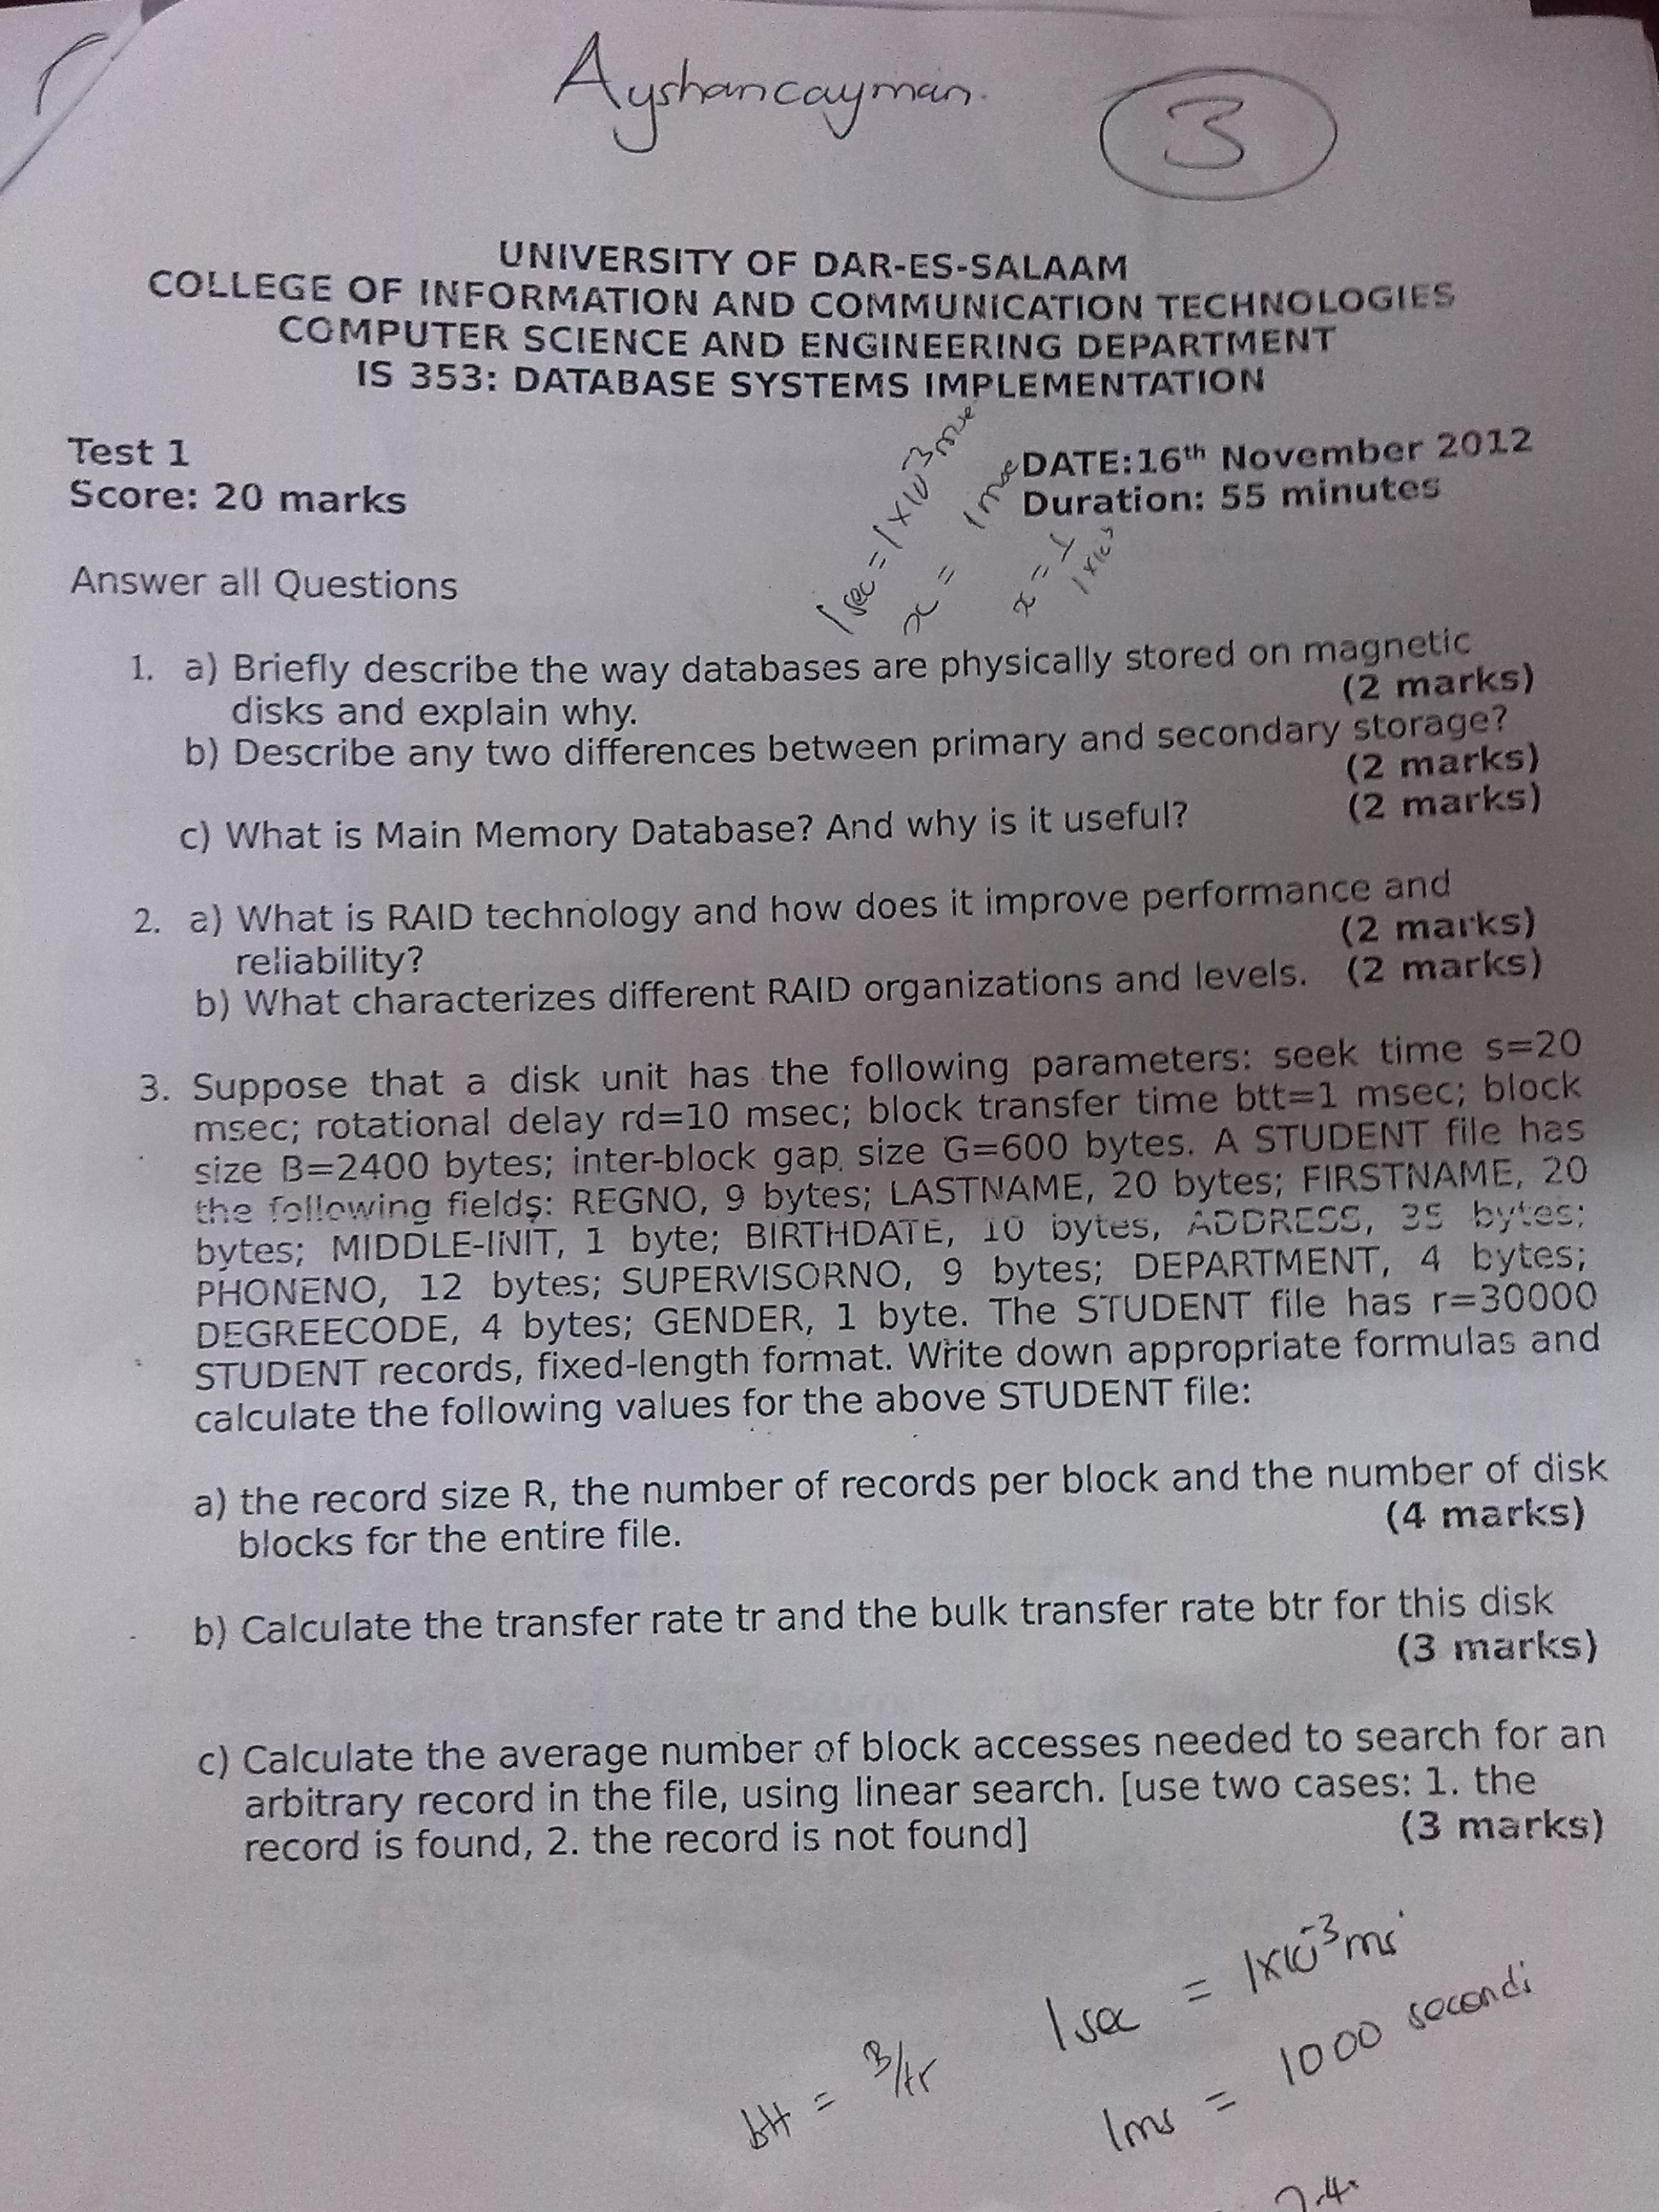 Ayshancayman.
3
UNIVERSITY OF DAR-ES-SALAAM
COLLEGE OF INFORMATION AND COMMUNICATION TECHNOLOGIES
COMPUTER SCIENCE AND ENGINEERING DEPARTMENT
IS 353: DATABASE SYSTEMS IMPLEMENTATION
Test 1
DATE:16th November 2012
Score: 20 marks
Duration: 55 minutes
1 sec = 1x10-3 mse
x = 1 mse
x = 1
Answer all Questions
1. a) Briefly describe the way databases are physically stored on magnetic
disks and explain why. (2 marks)
b) Describe any two differences between primary and secondary storage?
(2 marks)
c) What is Main Memory Database? And why is it useful? (2 marks)
2. a) What is RAID technology and how does it improve performance and
reliability? (2 marks)
b) What characterizes different RAID organizations and levels. (2 marks)
3. Suppose that a disk unit has the following parameters: seek time s=20
msec; rotational delay rd=10 msec; block transfer time btt=1 msec; block
size B=2400 bytes; inter-block gap size G=600 bytes. A STUDENT file has
the following fields: REGNO, 9 bytes; LASTNAME, 20 bytes; FIRSTNAME, 20
bytes; MIDDLE-INIT, 1 byte; BIRTHDATE, 10 bytes, ADDRESS, 35 bytes;
PHONENO, 12 bytes; SUPERVISORNO, 9 bytes; DEPARTMENT, 4 bytes;
DEGREECODE, 4 bytes; GENDER, 1 byte. The STUDENT file has r=30000
STUDENT records, fixed-length format. Write down appropriate formulas and
calculate the following values for the above STUDENT file:
a) the record size R, the number of records per block and the number of disk
blocks for the entire file. (4 marks)
b) Calculate the transfer rate tr and the bulk transfer rate btr for this disk
(3 marks)
c) Calculate the average number of block accesses needed to search for an
arbitrary record in the file, using linear search. [use two cases: 1. the
record is found, 2. the record is not found] (3 marks)
1 sec = 1x10-3 ms
btt = B/tr
1ms = 1000 seconds